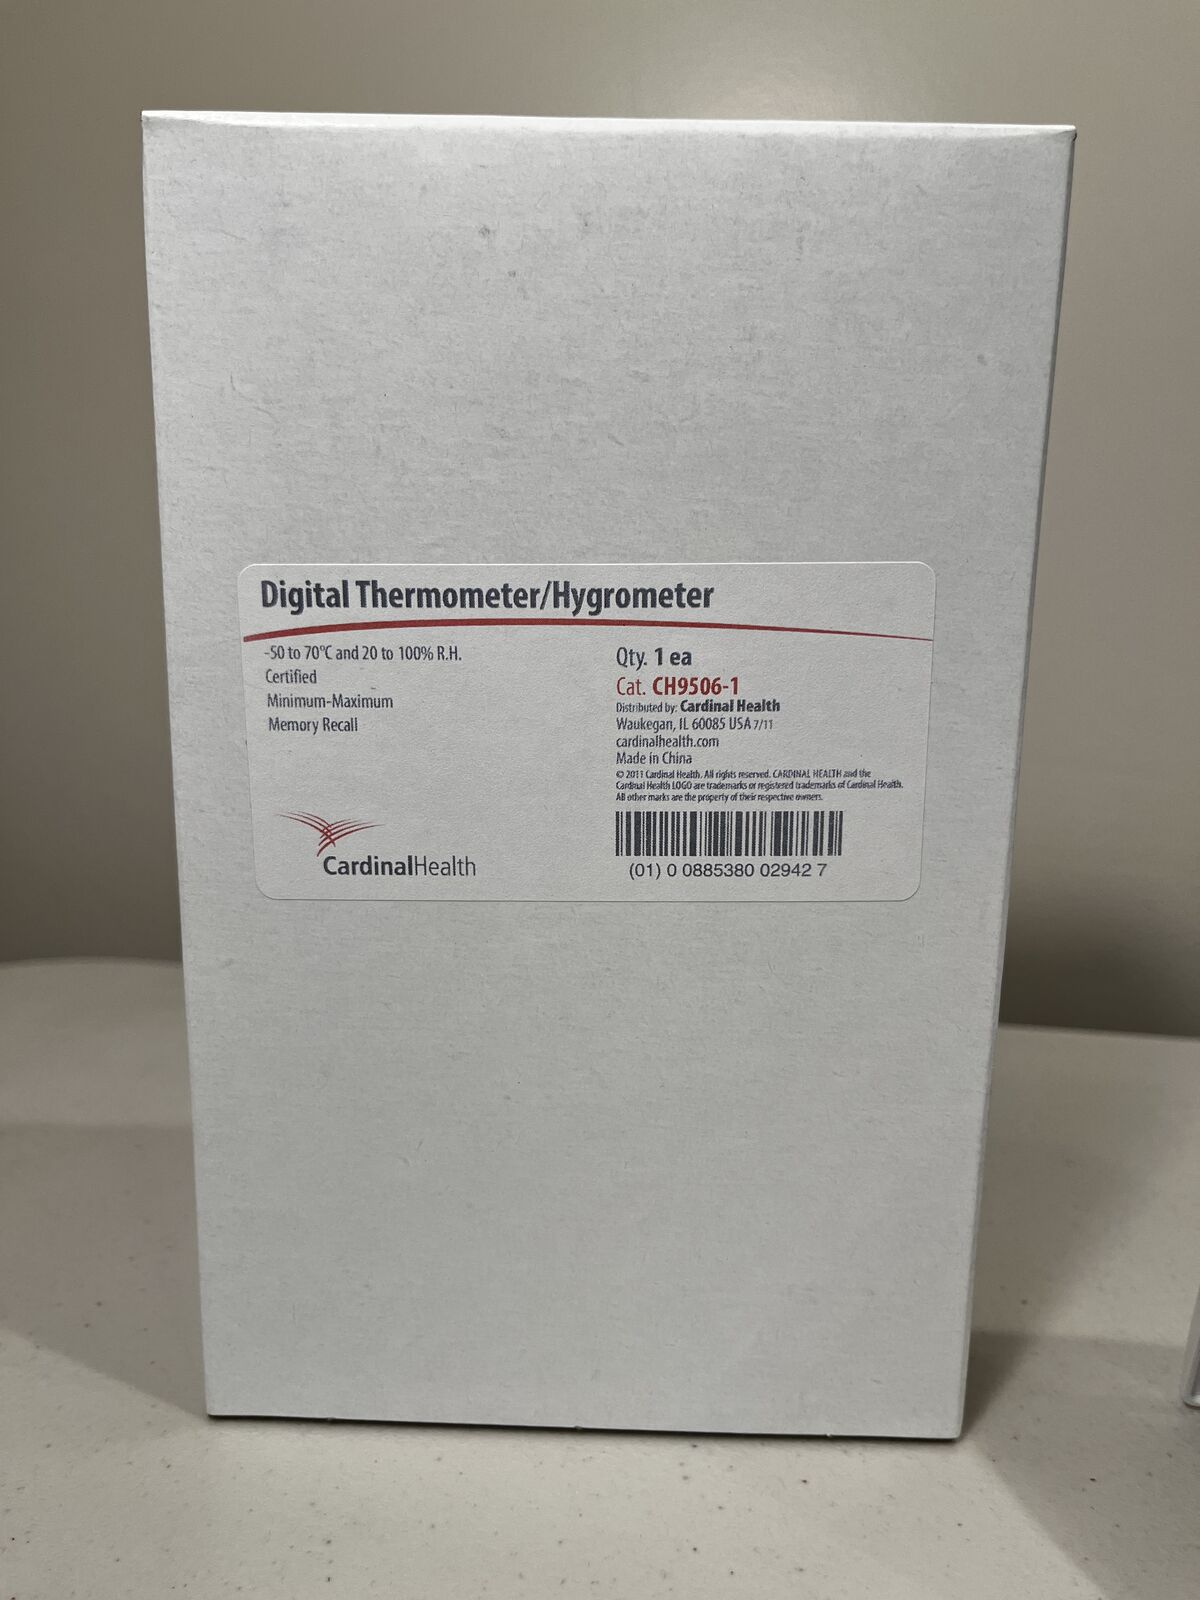 Digital Thermometer/Hygrometer
-50 to 70°C and 20 to 100% R.H.
Certified
Minimum-Maximum
Memory Recall
CardinalHealth
Qty. 1 ea
Cat. CH9506-1
Distributed by: Cardinal Health
Waukegan, IL 60085 USA 7/11
cardinalhealth.com
Made in China
© 2011 Cardinal Health. All rights reserved. CARDINAL HEALTH and the
Cardinal Health LOGO are trademarks or registered trademarks of Cardinal Health.
All other marks are the property of their respective owners.
(01) 0 0885380 02942 7